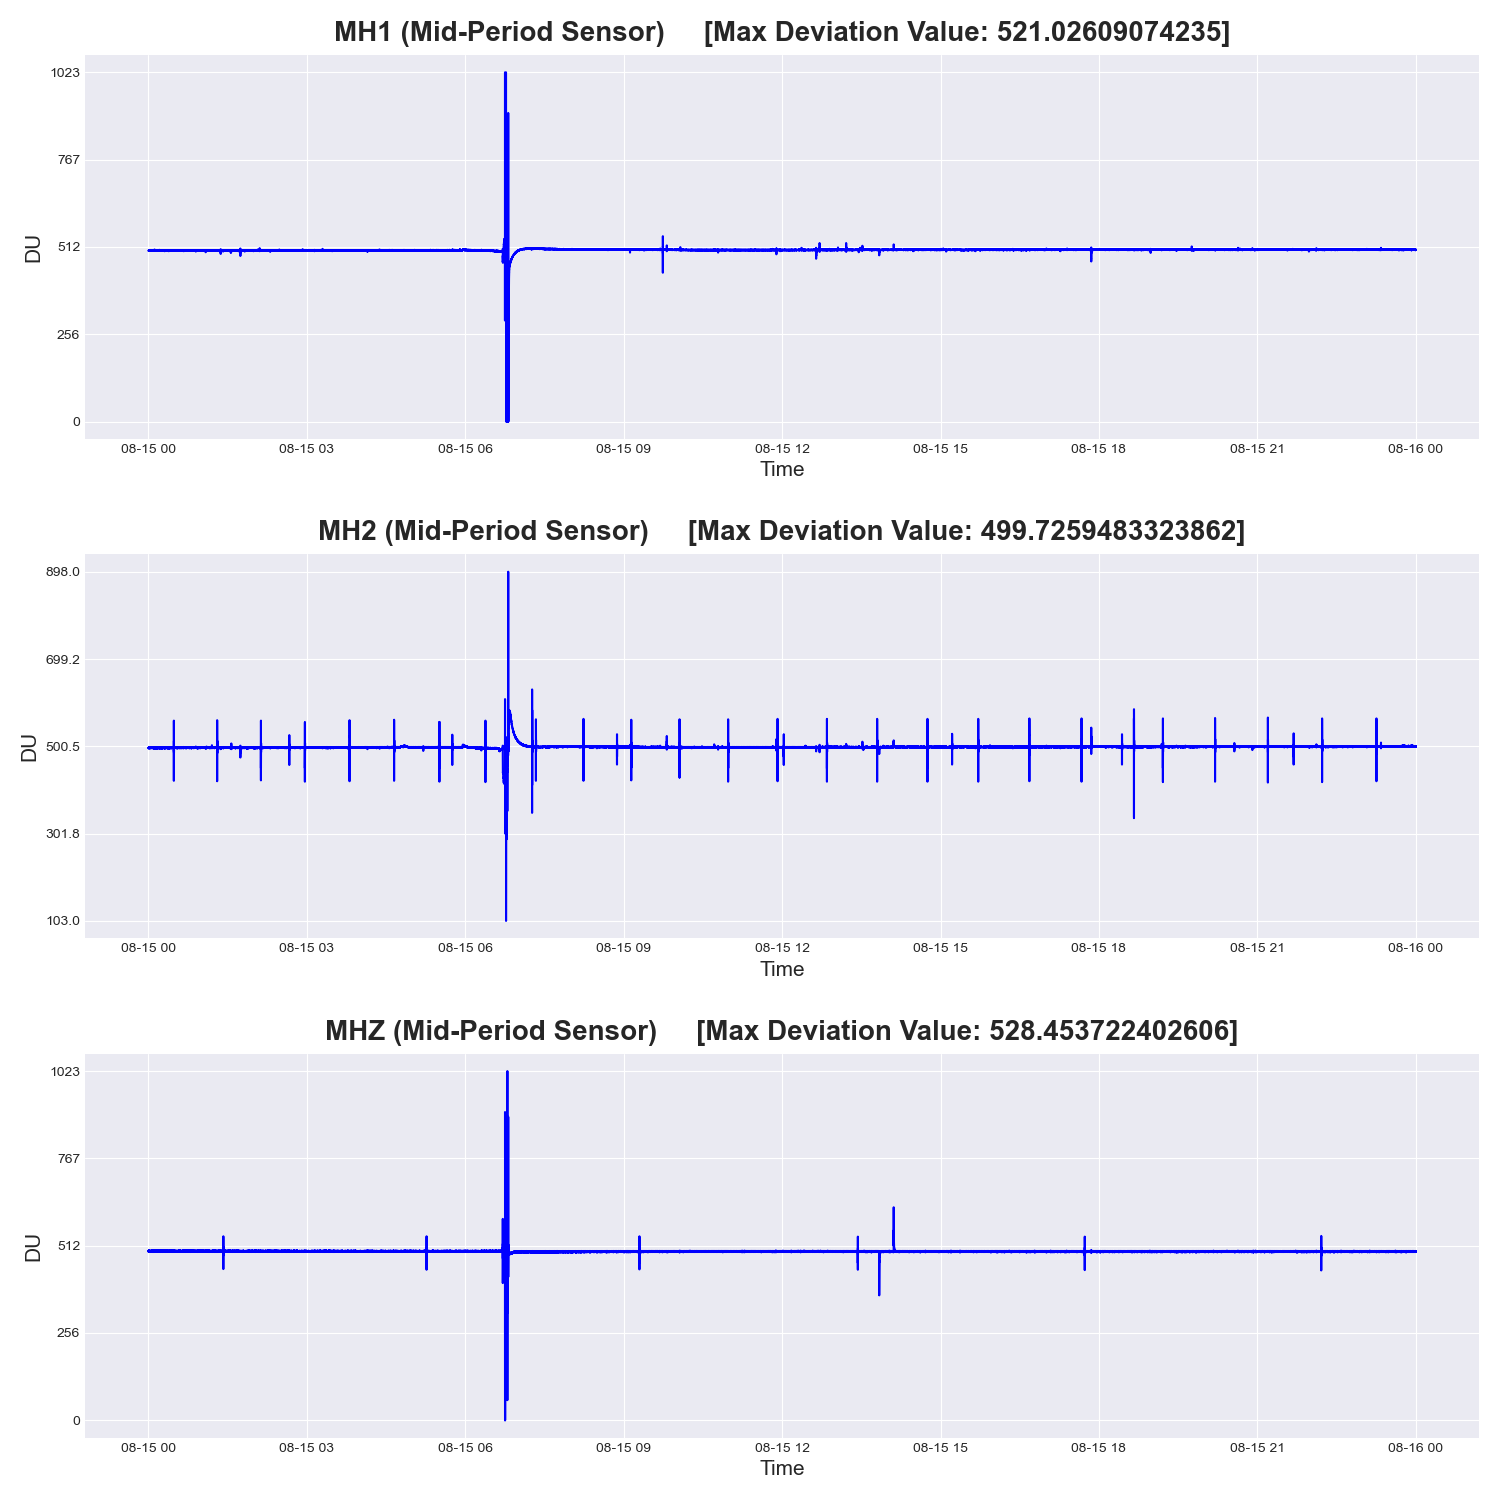 MH1 (Mid-Period Sensor) [Max Deviation Value: 521.02609074235]
1023
767
512
256
0
DU
08-15 00 08-15 03 08-15 06 08-15 09 08-15 12 08-15 15 08-15 18 08-15 21 08-16 00
Time
MH2 (Mid-Period Sensor) [Max Deviation Value: 499.7259483323862]
898.0
699.2
500.5
301.8
103.0
DU
08-15 00 08-15 03 08-15 06 08-15 09 08-15 12 08-15 15 08-15 18 08-15 21 08-16 00
Time
MHZ (Mid-Period Sensor) [Max Deviation Value: 528.453722402606]
1023
767
512
256
0
DU
08-15 00 08-15 03 08-15 06 08-15 09 08-15 12 08-15 15 08-15 18 08-15 21 08-16 00
Time